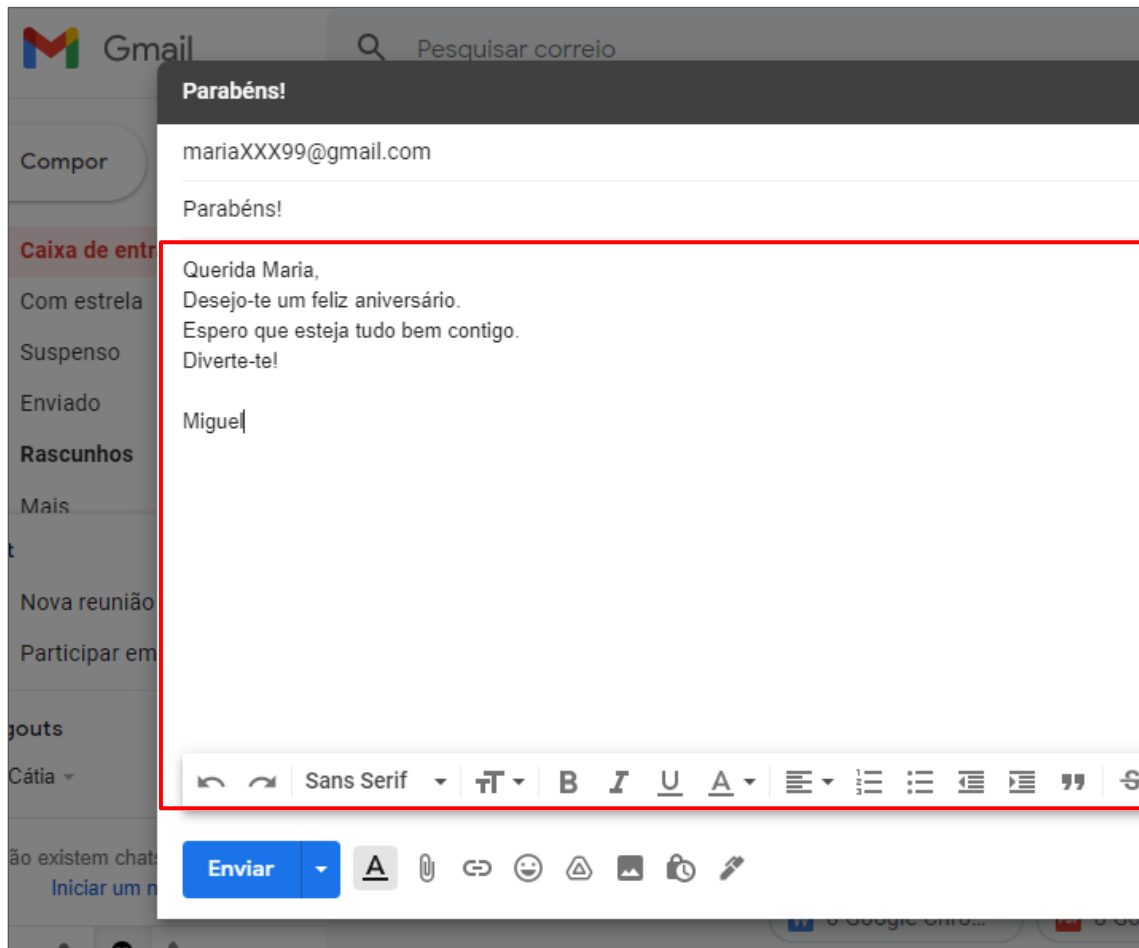 Gmail
Pesquisar correio
Parabéns!
mariaXXX99@gmail.com
Compor
Parabéns!
Caixa de entr
Querida Maria,
Com estrela
Desejo-te um feliz aniversário.
Espero que esteja tudo bem contigo.
Suspenso
Diverte-te!
Enviado
Miguel
Rascunhos
Mais
t
Nova reunião
Participar em
gouts
Cátia
Sans Serif
ão existem chats
Enviar
Iniciar um n